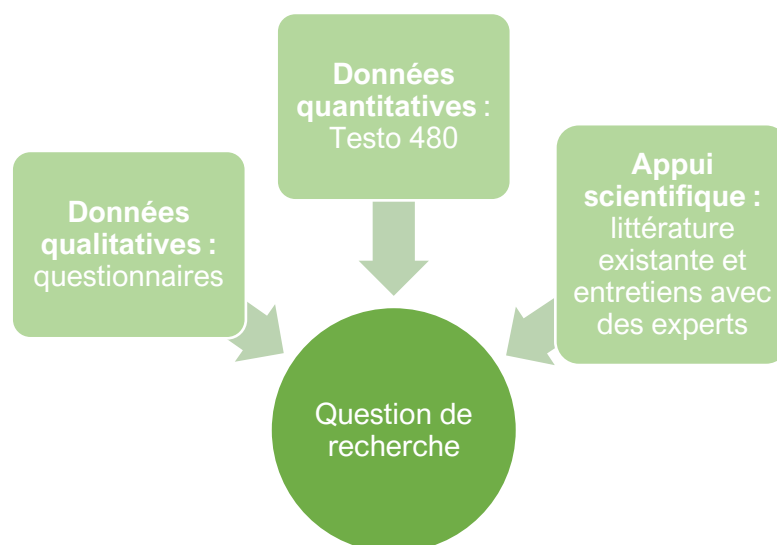 Données
qualitatives :
questionnaires
Données
quantitatives :
Testo 480
Appui
scientifique :
littérature
existante et
entretiens avec
des experts
Question de
recherche